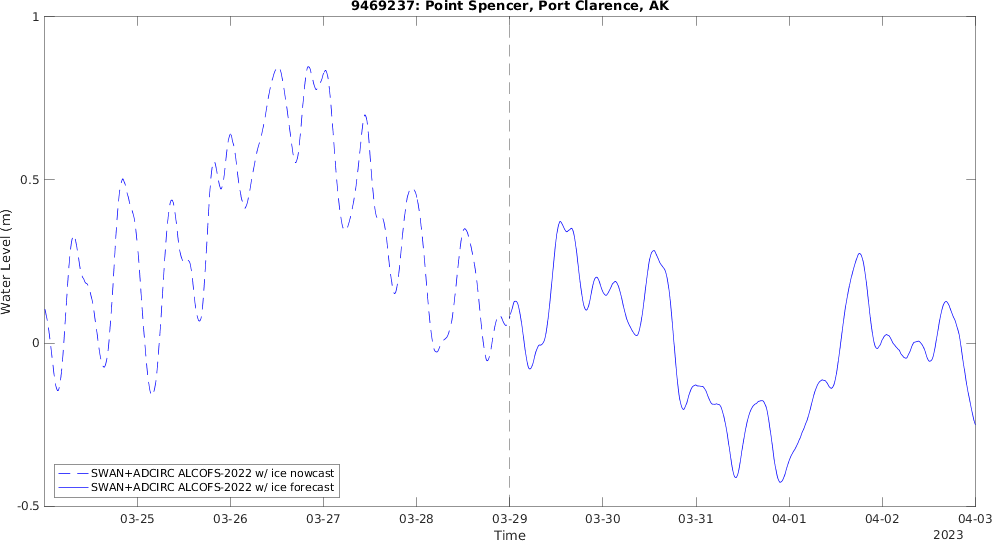 9469237: Point Spencer, Port Clarence, AK
1
0.5
0
-0.5
Water Level (m)
SWAN+ADCIRC ALCOFS-2022 w/ ice nowcast
SWAN+ADCIRC ALCOFS-2022 w/ ice forecast
03-25 03-26 03-27 03-28 03-29 03-30 03-31 04-01 04-02 04-03
Time
2023